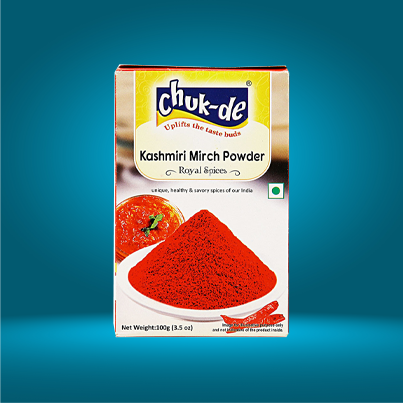 Chuk-de®
Uplifts the taste buds
Kashmiri Mirch Powder
Royal Spices
unique, healthy & savory spices of our India
Net Weight:100g (3.5 oz)